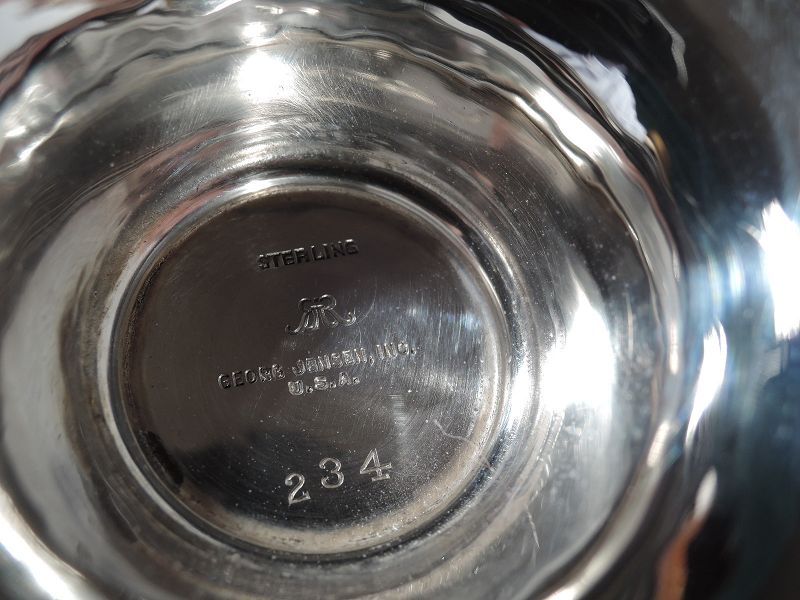 STERLING
GEORG JENSEN, INC.
U.S.A.
234